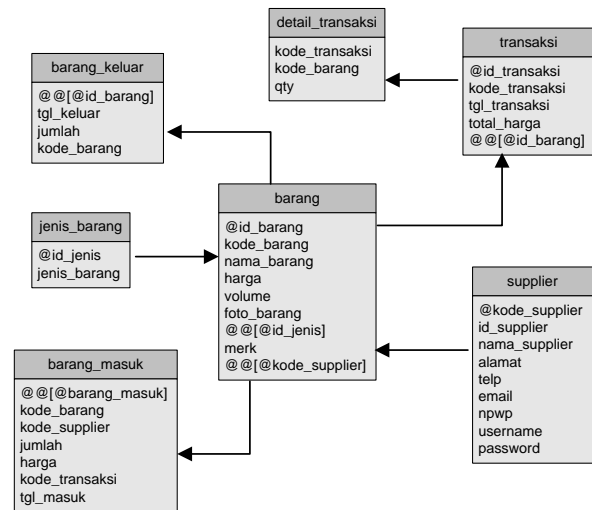 detail_transaksi
kode_transaksi
kode_barang
qty
transaksi
@id_transaksi
kode_transaksi
tgl_transaksi
total_harga
@@[@id_barang]
barang_keluar
@@[@id_barang]
tgl_keluar
jumlah
kode_barang
barang
@id_barang
kode_barang
nama_barang
harga
volume
foto_barang
@@[@id_jenis]
merk
@@[@kode_supplier]
jenis_barang
@id_jenis
jenis_barang
supplier
@kode_supplier
id_supplier
nama_supplier
alamat
telp
email
npwp
username
password
barang_masuk
@@[@barang_masuk]
kode_barang
kode_supplier
jumlah
harga
kode_transaksi
tgl_masuk